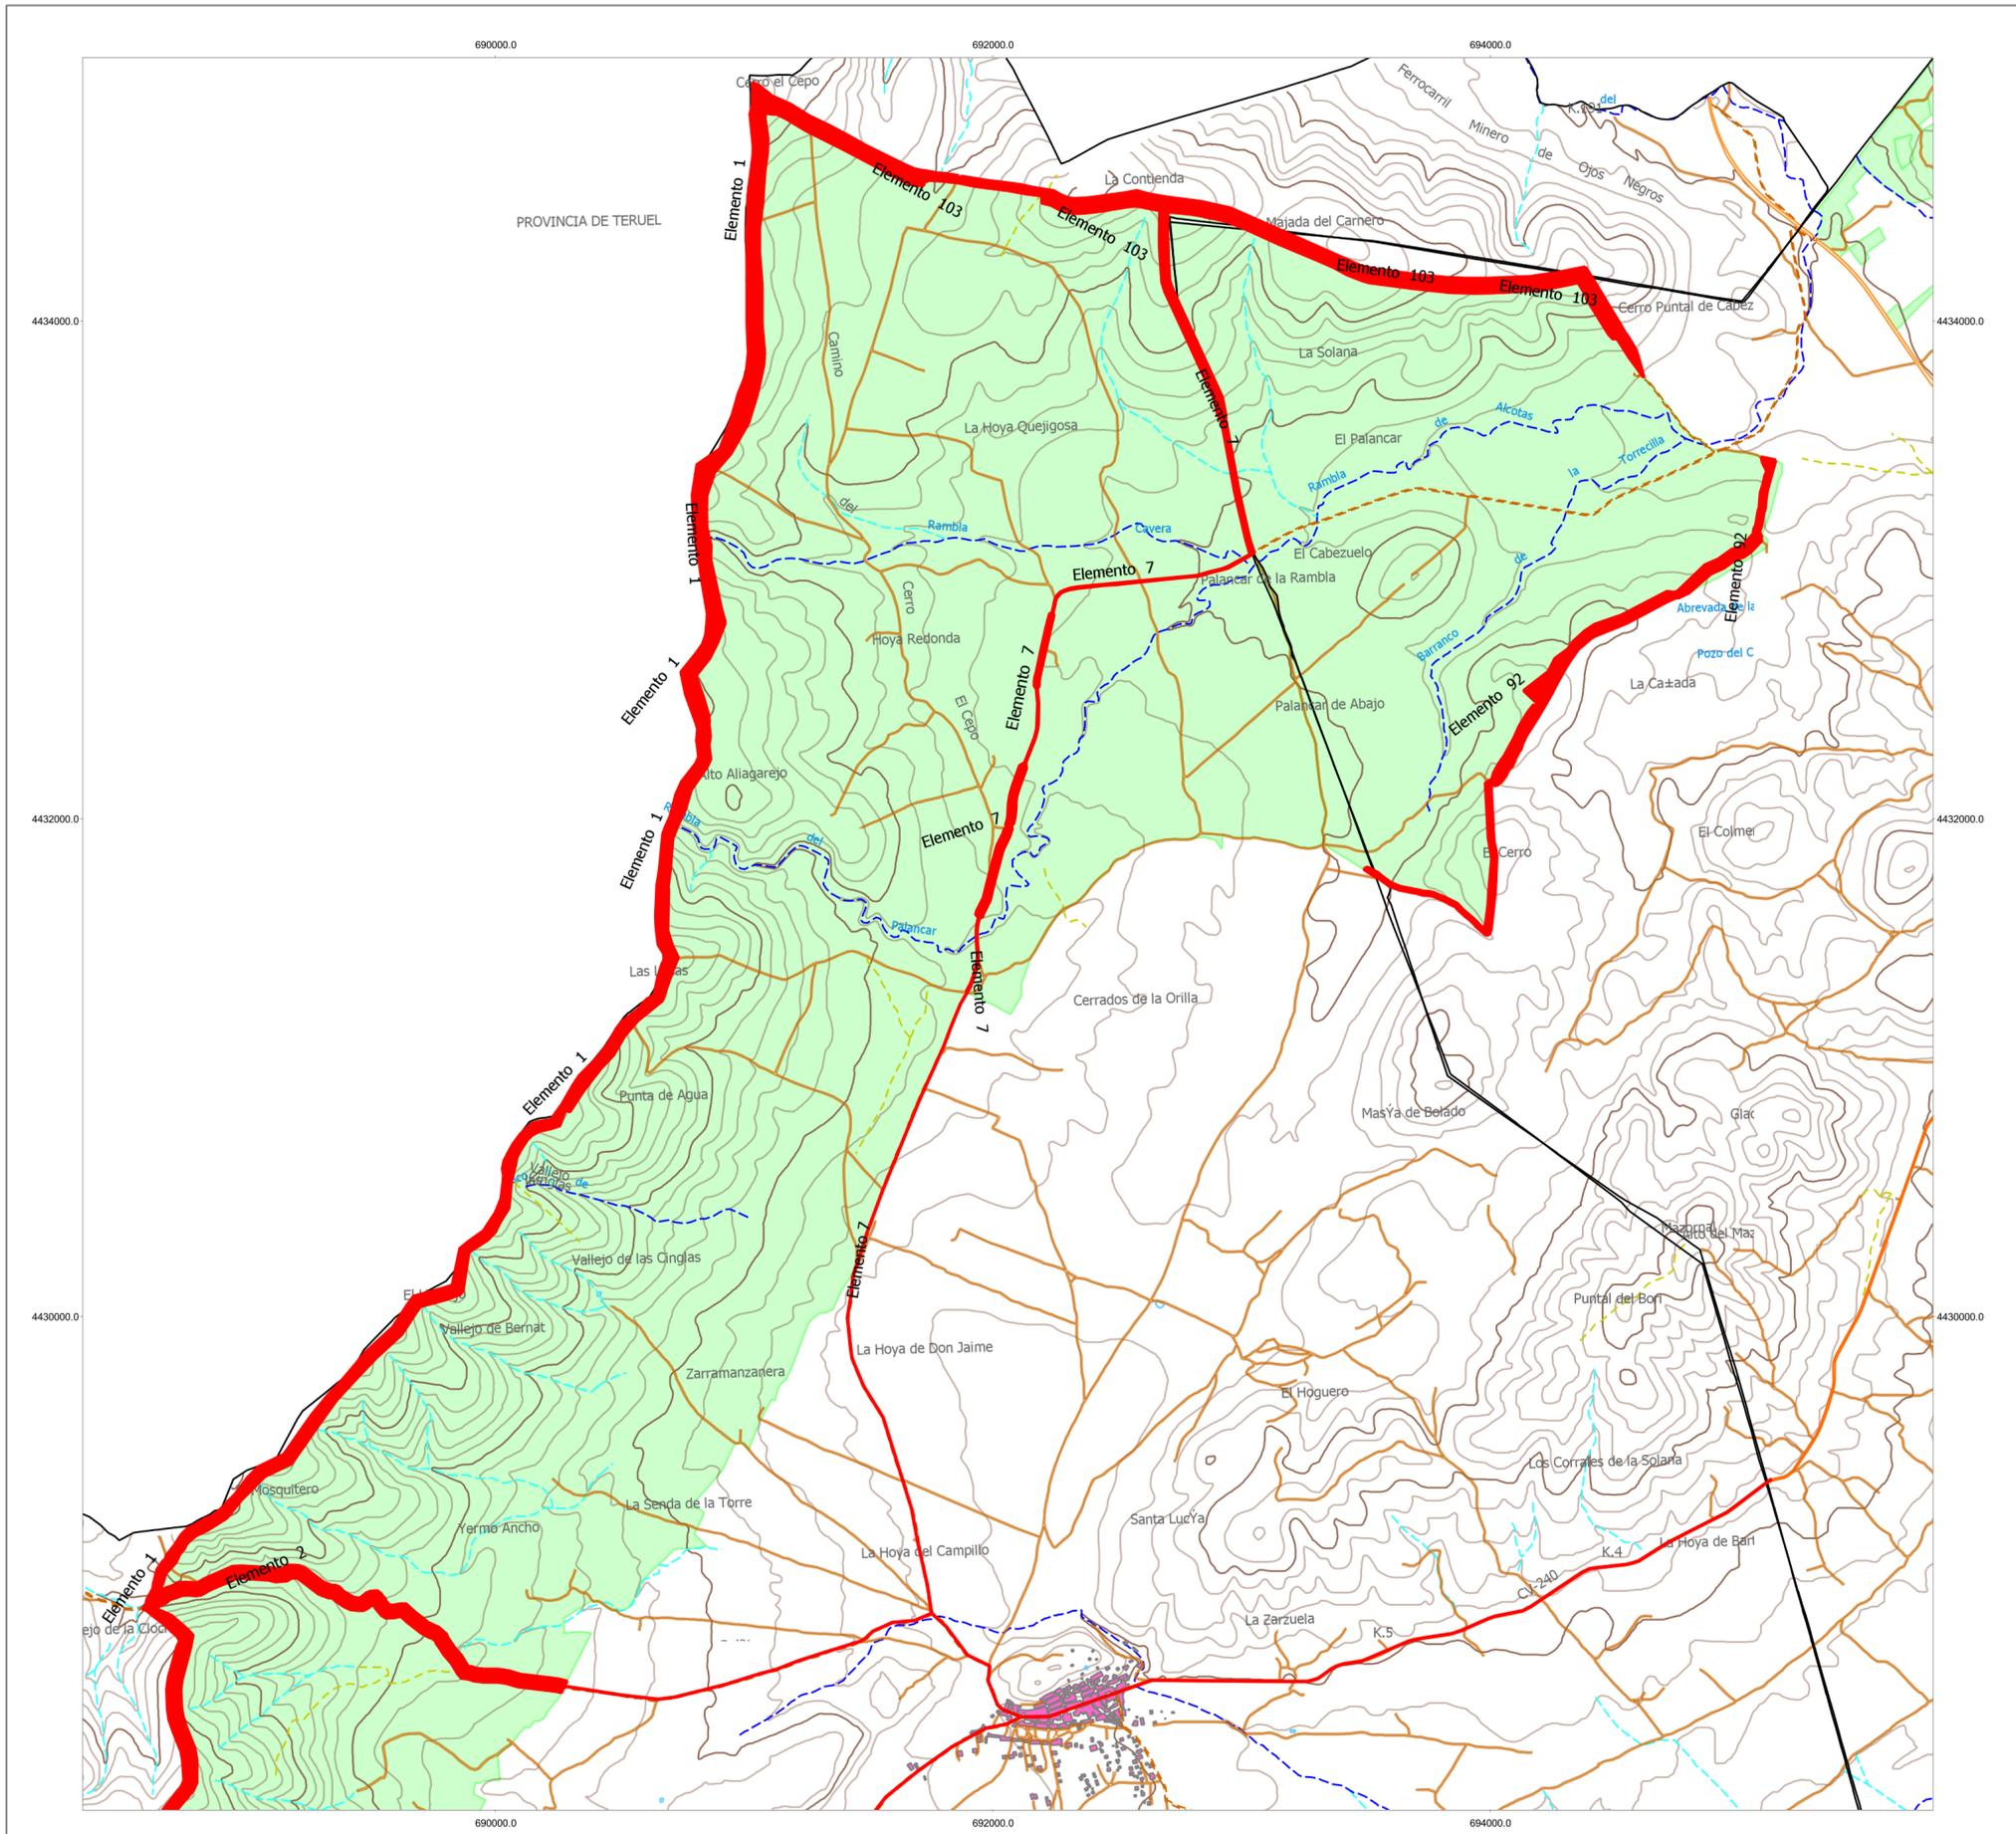 690000.0
692000.0
694000.0
Cerro el Cepo
Ferrocarril
Minero
de
Ojos
Negros
del
La Contienda
Elemento 1
Elemento 103
Elemento 103
PROVINCIA DE TERUEL
Majada del Carnero
Elemento 103
Elemento 103
Cerro Puntal de Cabez
4434000.0
4434000.0
Camino
La Solana
Elemento 7
La Hoya Quejigosa
El Palancar
Rambla
de
Alcotas
la
Torrecilla
del
Elemento 1
Rambla
Cavera
El Cabezuelo
de
Elemento 92
Elemento 7
Palancar de la Rambla
Cerro
Abrevada de la
Hoya Redonda
Barranco
Pozo del C
La Ca±ada
Elemento 1
Elemento 7
El Cepo
Palancar de Abajo
Elemento 92
Alto Aliagarejo
4432000.0
4432000.0
Rambla
del
Elemento 1
Elemento 7
El Colmer
El Cerro
Palancar
Elemento 7
Cerrados de la Orilla
Elemento 1
Punta de Agua
MasÝa de Bolado
Vallejo
de
Elemento 7
Mazornal
Alto del Maz
Vallejo de las Cinglas
Puntal del Bori
4430000.0
4430000.0
Vallejo de Bernat
La Hoya de Don Jaime
Zarramanzanera
El Hoguero
Mosquitero
Los Corrales de la Solana
La Senda de la Torre
Yermo Ancho
Santa LucÝa
La Hoya del Campillo
K.4
La Hoya de Barr
Elemento 1
Elemento 2
CV-240
La Zarzuela
K.5
690000.0
692000.0
694000.0